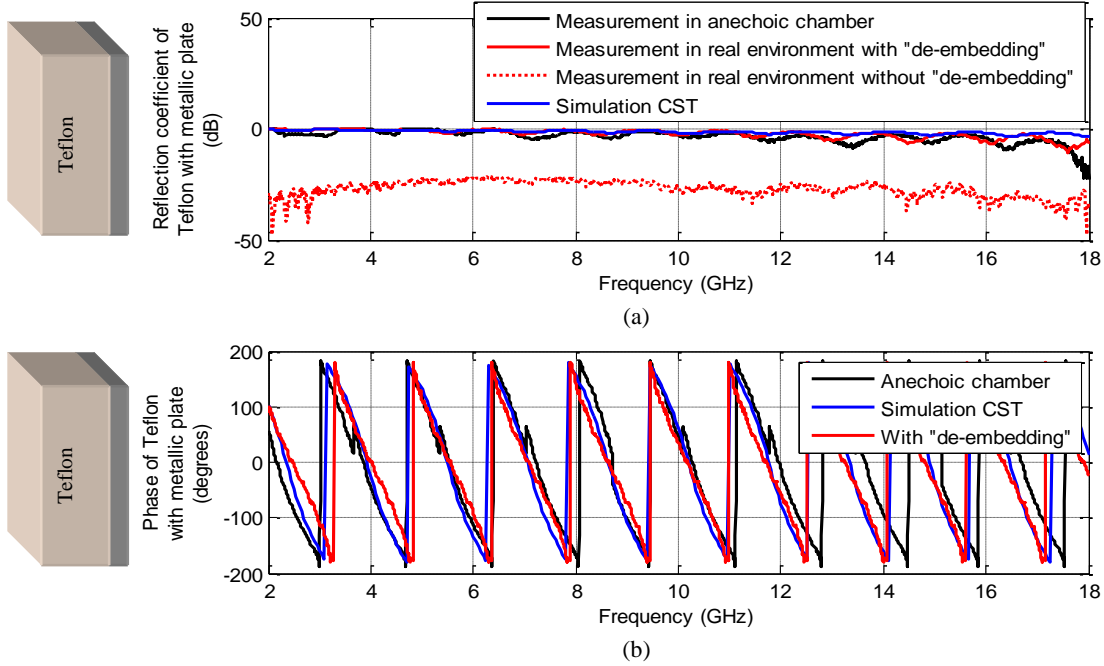 Teflon
Reflection coefficient of
Teflon with metallic plate
(dB)
50
0
-50
Measurement in anechoic chamber
Measurement in real environment with "de-embedding"
Measurement in real environment without "de-embedding"
Simulation CST
2 4 6 8 10 12 14 16 18
Frequency (GHz)
(a)
Teflon
Phase of Teflon
with metallic plate
(degrees)
200
100
0
-100
-200
Anechoic chamber
Simulation CST
With "de-embedding"
2 4 6 8 10 12 14 16 18
Frequency (GHz)
(b)